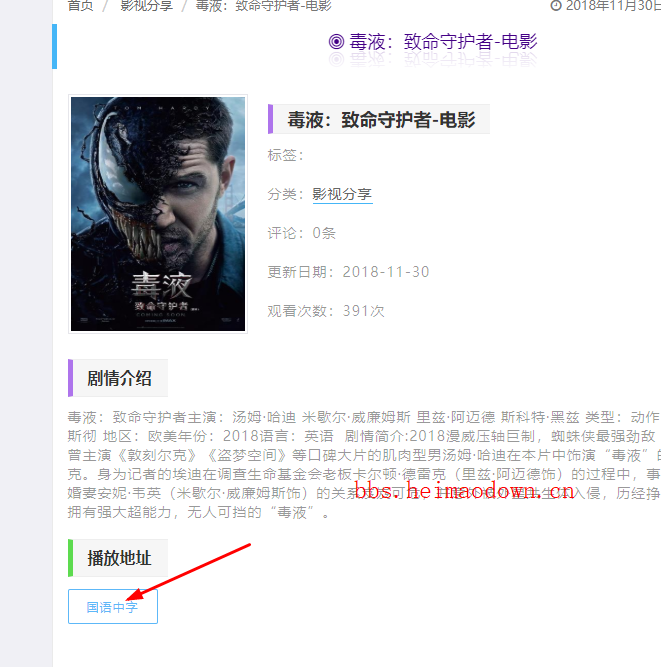 首页 / 影视分享 / 毒液：致命守护者-电影 2018年11月30日
毒液：致命守护者-电影
TOM HARDY
毒液
致命守护者
COMING SOON
毒液：致命守护者-电影
标签：
分类：影视分享
评论：0条
更新日期：2018-11-30
观看次数：391次
剧情介绍
毒液：致命守护者主演：汤姆·哈迪 米歇尔·威廉姆斯 里兹·阿迈德 斯科特·黑兹 类型：动作
斯彻 地区：欧美年份：2018语言：英语 剧情简介:2018漫威压轴巨制，蜘蛛侠最强劲敌
曾主演《敦刻尔克》《盗梦空间》等口碑大片的肌肉型男汤姆·哈迪在本片中饰演“毒液”的
克。身为记者的埃迪在调查生命基金会老板卡尔顿·德雷克（里兹·阿迈德饰）的过程中，事
婚妻安妮·韦英（米歇尔·威廉姆斯饰）的关系岌岌可危，并意外被外星共生体入侵，历经挣
bbs.heimaodown.cn
拥有强大超能力，无人可挡的“毒液”。
播放地址
国语中字